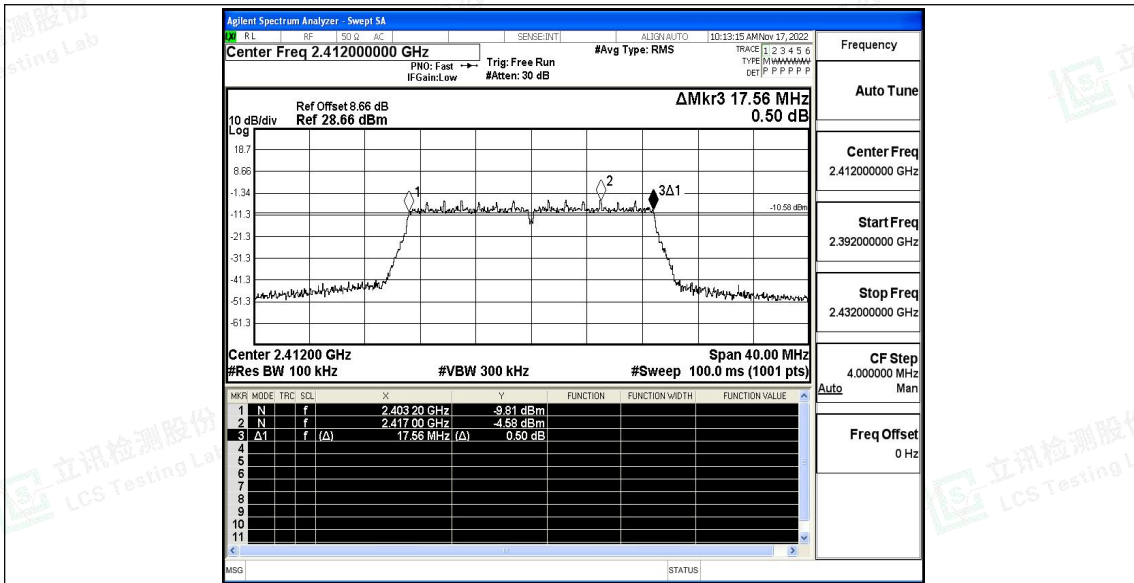 Agilent Spectrum Analyzer - Swept SA
LXI RL RF 50 Ω AC SENSE:INT ALIGN AUTO 10:13:15 AM Nov 17, 2022
Center Freq 2.412000000 GHz
PNO: Fast
IFGain:Low
Trig: Free Run
#Atten: 30 dB
#Avg Type: RMS
TRACE 1 2 3 4 5 6
TYPE M
DET P P P P P P
ΔMkr3 17.56 MHz
0.50 dB
Ref Offset 8.66 dB
10 dB/div Ref 28.66 dBm
Log
18.7
8.66
-1.34
-11.3
-21.3
-31.3
-41.3
-51.3
-61.3
1
2
3Δ1
-10.58 dBm
Center 2.41200 GHz Span 40.00 MHz
#Res BW 100 kHz #VBW 300 kHz #Sweep 100.0 ms (1001 pts)
MKR MODE TRC SCL X Y FUNCTION FUNCTION WIDTH FUNCTION VALUE
1 N f 2.403 20 GHz -9.81 dBm
2 N f 2.417 00 GHz -4.58 dBm
3 Δ1 f (Δ) 17.56 MHz (Δ) 0.50 dB
4
5
6
7
8
9
10
11
MSG STATUS
Frequency
Auto Tune
Center Freq
2.412000000 GHz
Start Freq
2.392000000 GHz
Stop Freq
2.432000000 GHz
CF Step
4.000000 MHz
Auto Man
Freq Offset
0 Hz
立讯检测股份
LCS Testing Lab
立讯检测股份
LCS Testing L
测股份
sting Lab
立